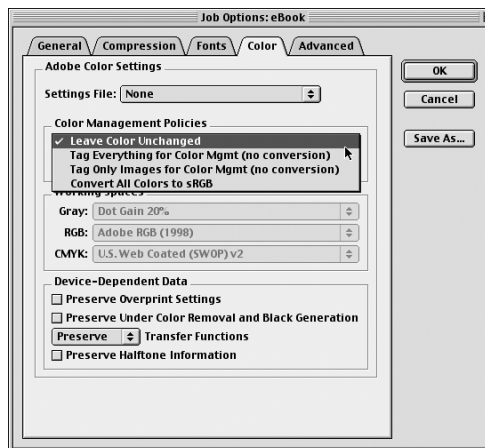 Job Options: eBook
General Compression Fonts Color Advanced
Adobe Color Settings
Settings File: None
Color Management Policies
✓ Leave Color Unchanged
Tag Everything for Color Mgmt (no conversion)
Tag Only Images for Color Mgmt (no conversion)
Convert All Colors to sRGB
Working Spaces
Gray: Dot Gain 20%
RGB: Adobe RGB (1998)
CMYK: U.S. Web Coated (SWOP) v2
Device-Dependent Data
Preserve Overprint Settings
Preserve Under Color Removal and Black Generation
Preserve Transfer Functions
Preserve Halftone Information
OK
Cancel
Save As...